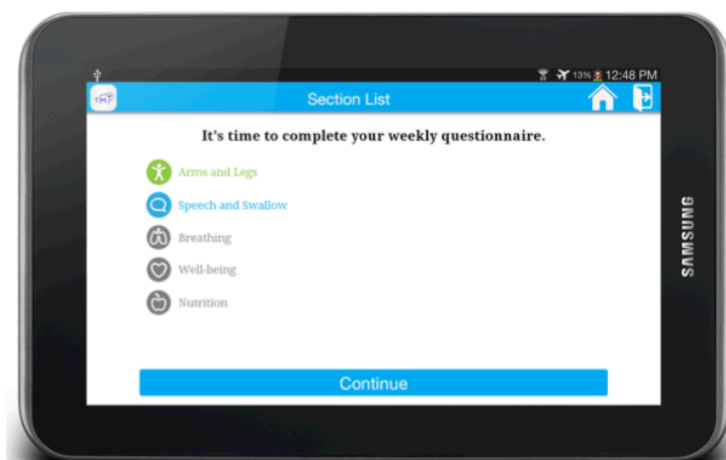 13% 12:48 PM
TiM
Section List
It's time to complete your weekly questionnaire.
Arms and Legs
Speech and Swallow
Breathing
Well-being
Nutrition
Continue
SAMSUNG